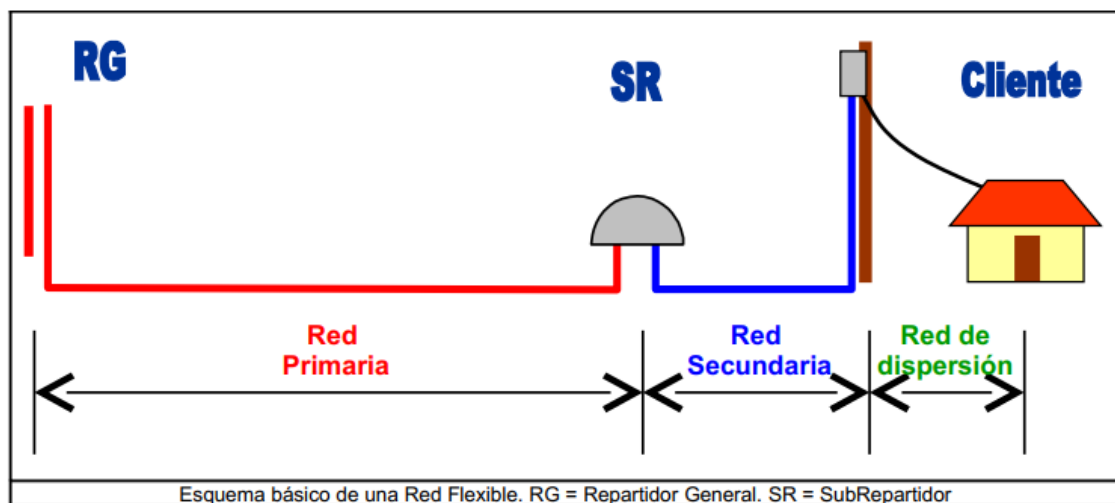 RG
SR
Cliente
Red
Primaria
Red
Secundaria
Red de
dispersión
Esquema básico de una Red Flexible. RG = Repartidor General. SR = SubRepartidor